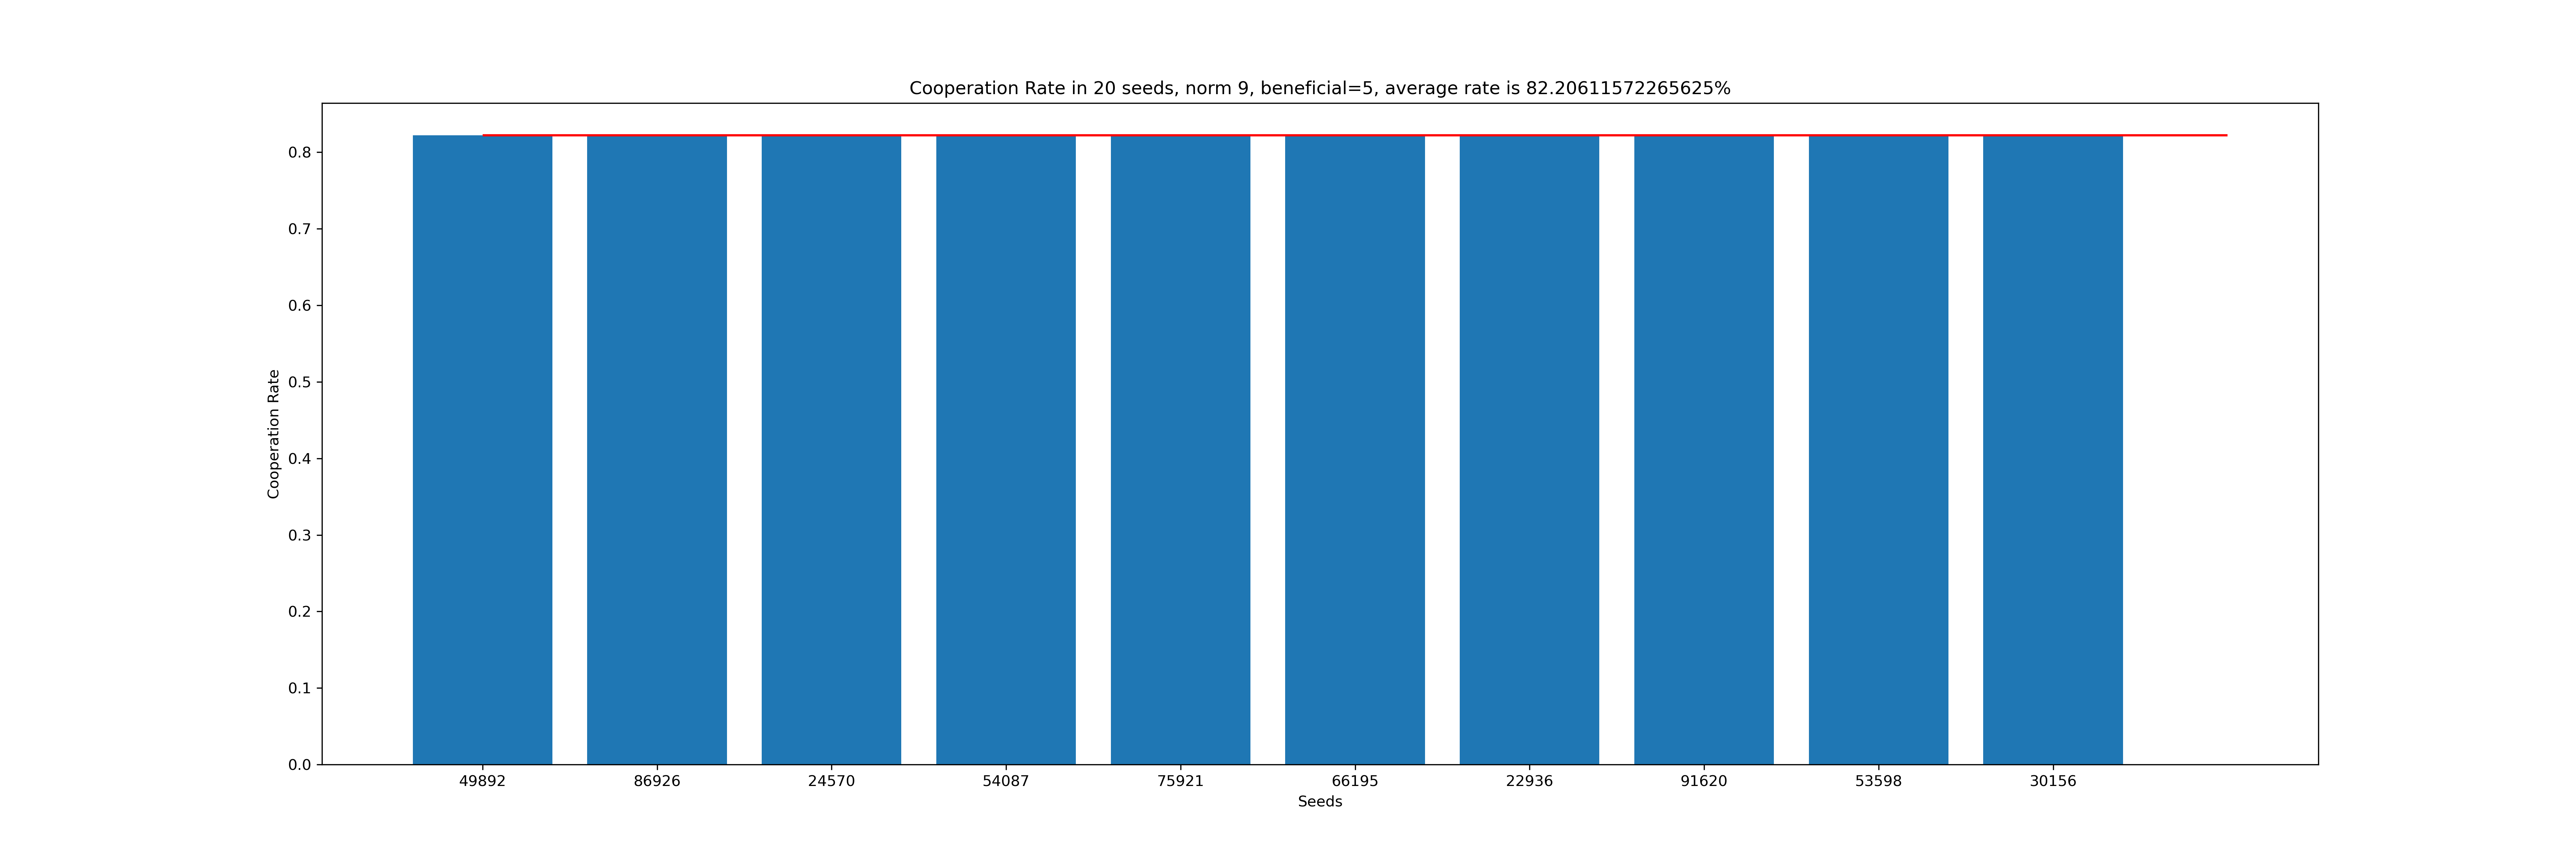 Cooperation Rate in 20 seeds, norm 9, beneficial=5, average rate is 82.20611572265625%
0.8
0.7
0.6
0.5
0.4
0.3
0.2
0.1
0.0
Cooperation Rate
49892 86926 24570 54087 75921 66195 22936 91620 53598 30156
Seeds